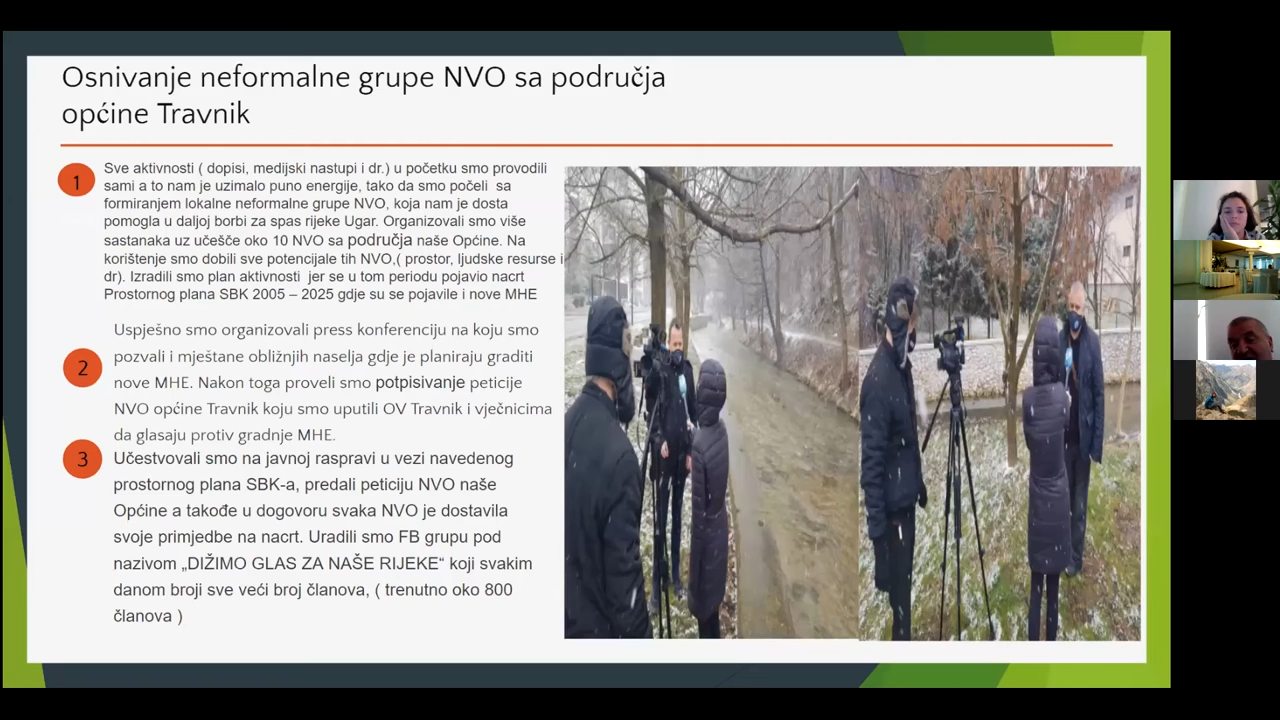 Osnivanje neformalne grupe NVO sa područja
općine Travnik
1
Sve aktivnosti ( dopisi, medijski nastupi i dr.) u početku smo provodili
sami a to nam je uzimalo puno energije, tako da smo počeli  sa
formiranjem lokalne neformalne grupe NVO, koja nam je dosta
pomogla u daljoj borbi za spas rijeke Ugar. Organizovali smo više
sastanaka uz učešče oko 10 NVO sa područja naše Općine. Na
korištenje smo dobili sve potencijale tih NVO,( prostor, ljudske resurse i
dr). Izradili smo plan aktivnosti  jer se u tom periodu pojavio nacrt
Prostornog plana SBK 2005 – 2025 gdje su se pojavile i nove MHE
2
Uspješno smo organizovali press konferenciju na koju smo
pozvali i mještane obližnjih naselja gdje je planiraju graditi
nove MHE. Nakon toga proveli smo potpisivanje peticije
NVO općine Travnik koju smo uputili OV Travnik i vječnicima
da glasaju protiv gradnje MHE.
3
Učestvovali smo na javnoj raspravi u vezi navedenog
prostornog plana SBK-a, predali peticiju NVO naše
Općine a takođe u dogovoru svaka NVO je dostavila
svoje primjedbe na nacrt. Uradili smo FB grupu pod
nazivom „DIŽIMO GLAS ZA NAŠE RIJEKE“ koji svakim
danom broji sve veći broj članova, ( trenutno oko 800
članova )